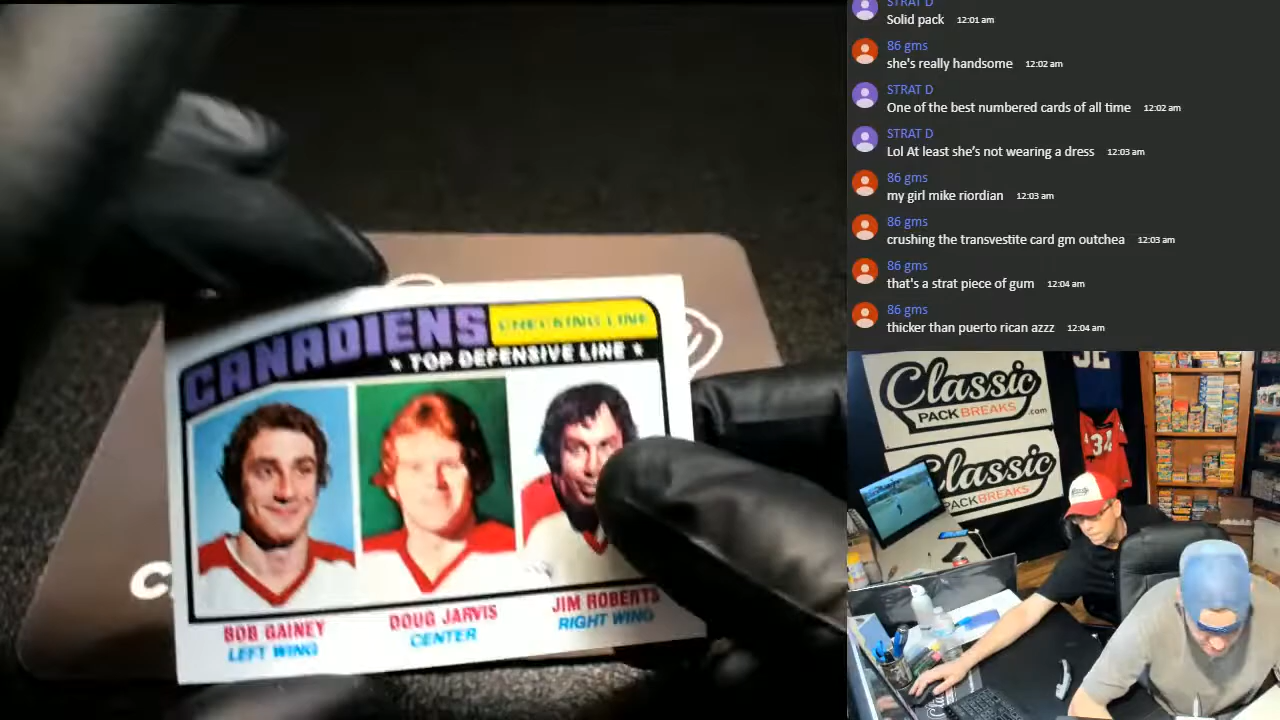 CANADIENS
CHECKING LINE
* TOP DEFENSIVE LINE *
BOB GAINEY
LEFT WING
DOUG JARVIS
CENTER
JIM ROBERTS
RIGHT WING
STRAT D
Solid pack 12:01 am
86 gms
she's really handsome 12:02 am
STRAT D
One of the best numbered cards of all time 12:02 am
STRAT D
Lol At least she’s not wearing a dress 12:03 am
86 gms
my girl mike riordian 12:03 am
86 gms
crushing the transvestite card gm outchea 12:03 am
86 gms
that's a strat piece of gum 12:04 am
86 gms
thicker than puerto rican azzz 12:04 am
Classic
PACK BREAKS.com
Classic
PACK BREAKS
34